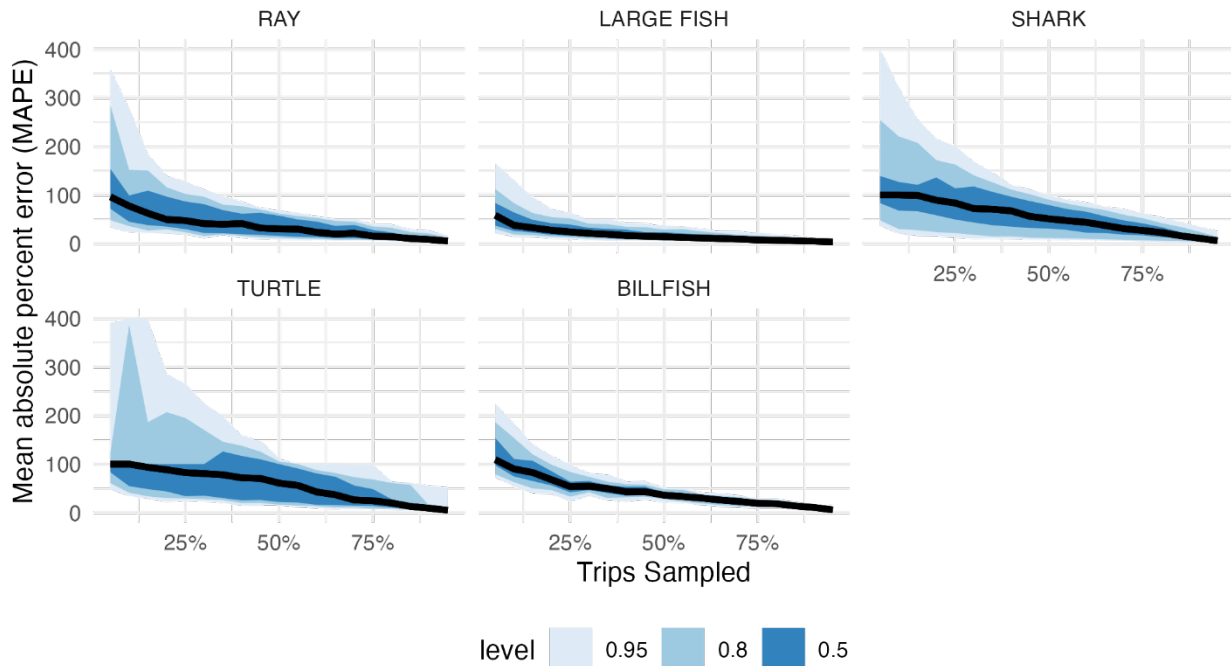 RAY
LARGE FISH
SHARK
Mean absolute percent error (MAPE)
400
300
200
100
0
25%
50%
75%
TURTLE
BILLFISH
400
300
200
100
0
25%
50%
75%
25%
50%
75%
Trips Sampled
level
0.95
0.8
0.5